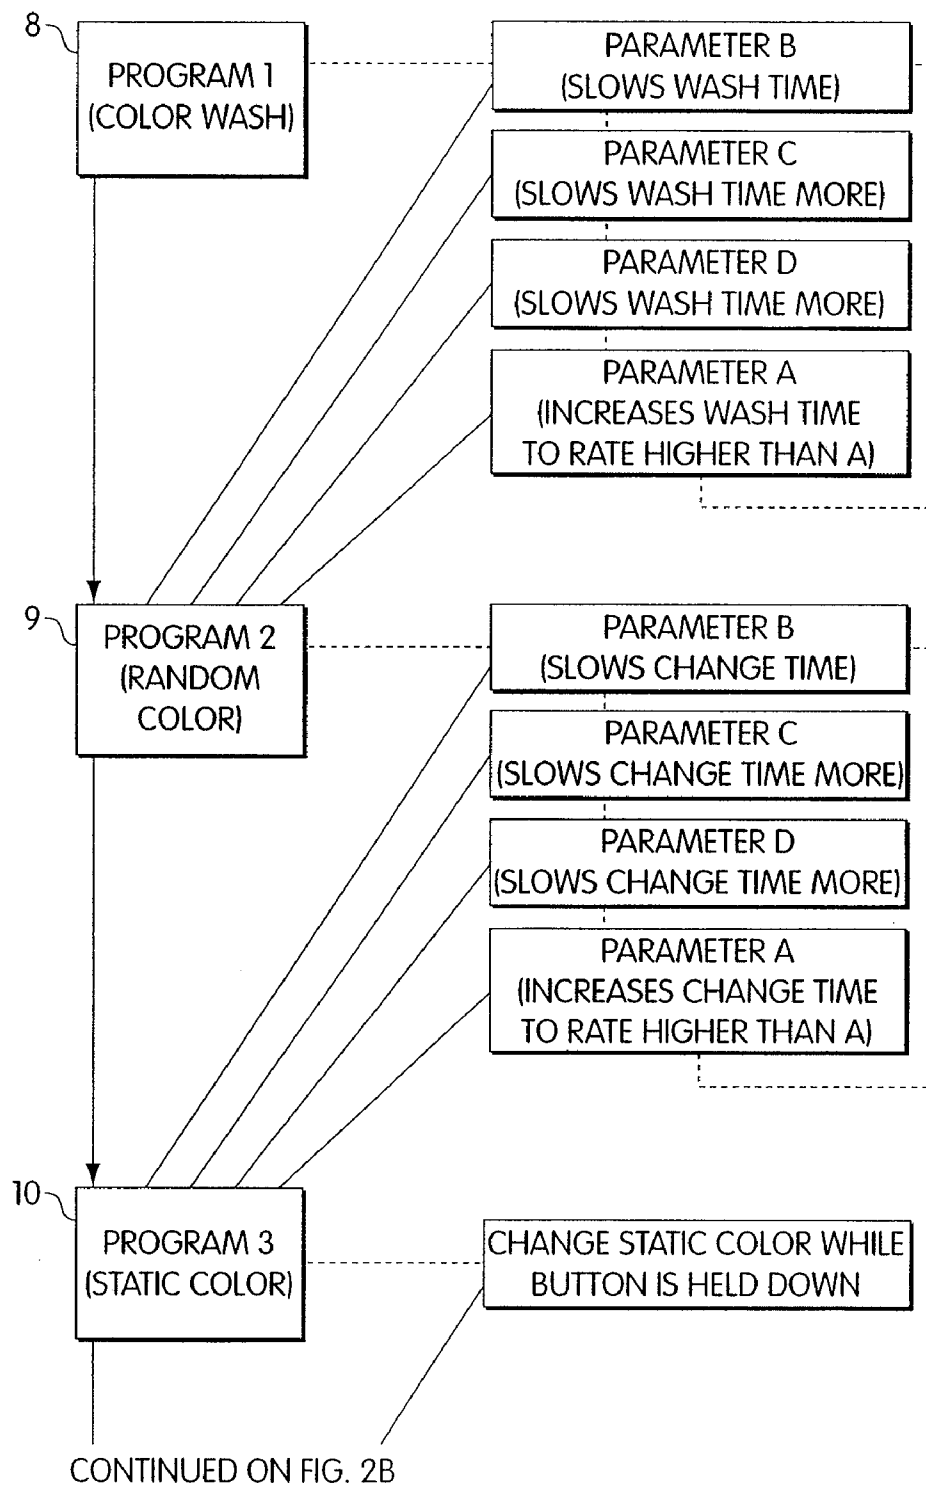 8
PROGRAM 1
(COLOR WASH)
PARAMETER B
(SLOWS WASH TIME)
PARAMETER C
(SLOWS WASH TIME MORE)
PARAMETER D
(SLOWS WASH TIME MORE)
PARAMETER A
(INCREASES WASH TIME
TO RATE HIGHER THAN A)
9
PROGRAM 2
(RANDOM
COLOR)
PARAMETER B
(SLOWS CHANGE TIME)
PARAMETER C
(SLOWS CHANGE TIME MORE)
PARAMETER D
(SLOWS CHANGE TIME MORE)
PARAMETER A
(INCREASES CHANGE TIME
TO RATE HIGHER THAN A)
10
PROGRAM 3
(STATIC COLOR)
CHANGE STATIC COLOR WHILE
BUTTON IS HELD DOWN
CONTINUED ON FIG. 2B